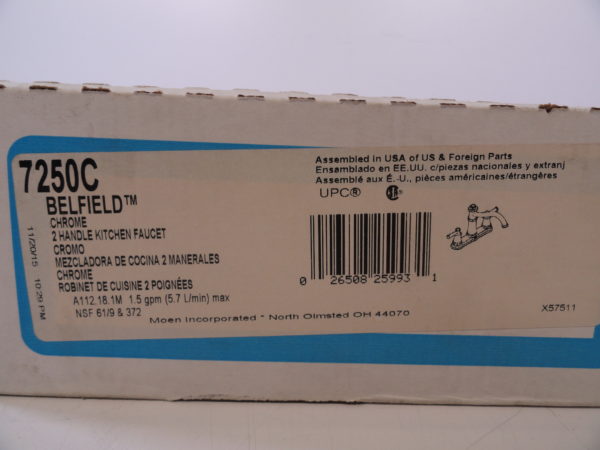 7250C
BELFIELD™
CHROME
2 HANDLE KITCHEN FAUCET
CROMO
MEZCLADORA DE COCINA 2 MANERALES
CHROME
ROBINET DE CUISINE 2 POIGNÉES
A112.18.1M 1.5 gpm (5.7 L/min) max
NSF 61/9 & 372
11/20/15 10:29 PM
Assembled in USA of US & Foreign Parts
Ensamblado en EE.UU. c/piezas nacionales y extranj
Assemblé aux É.-U., pièces américaines/étrangères
UPC®
0 26508 25993 1
Moen Incorporated * North Olmsted OH 44070
X57511